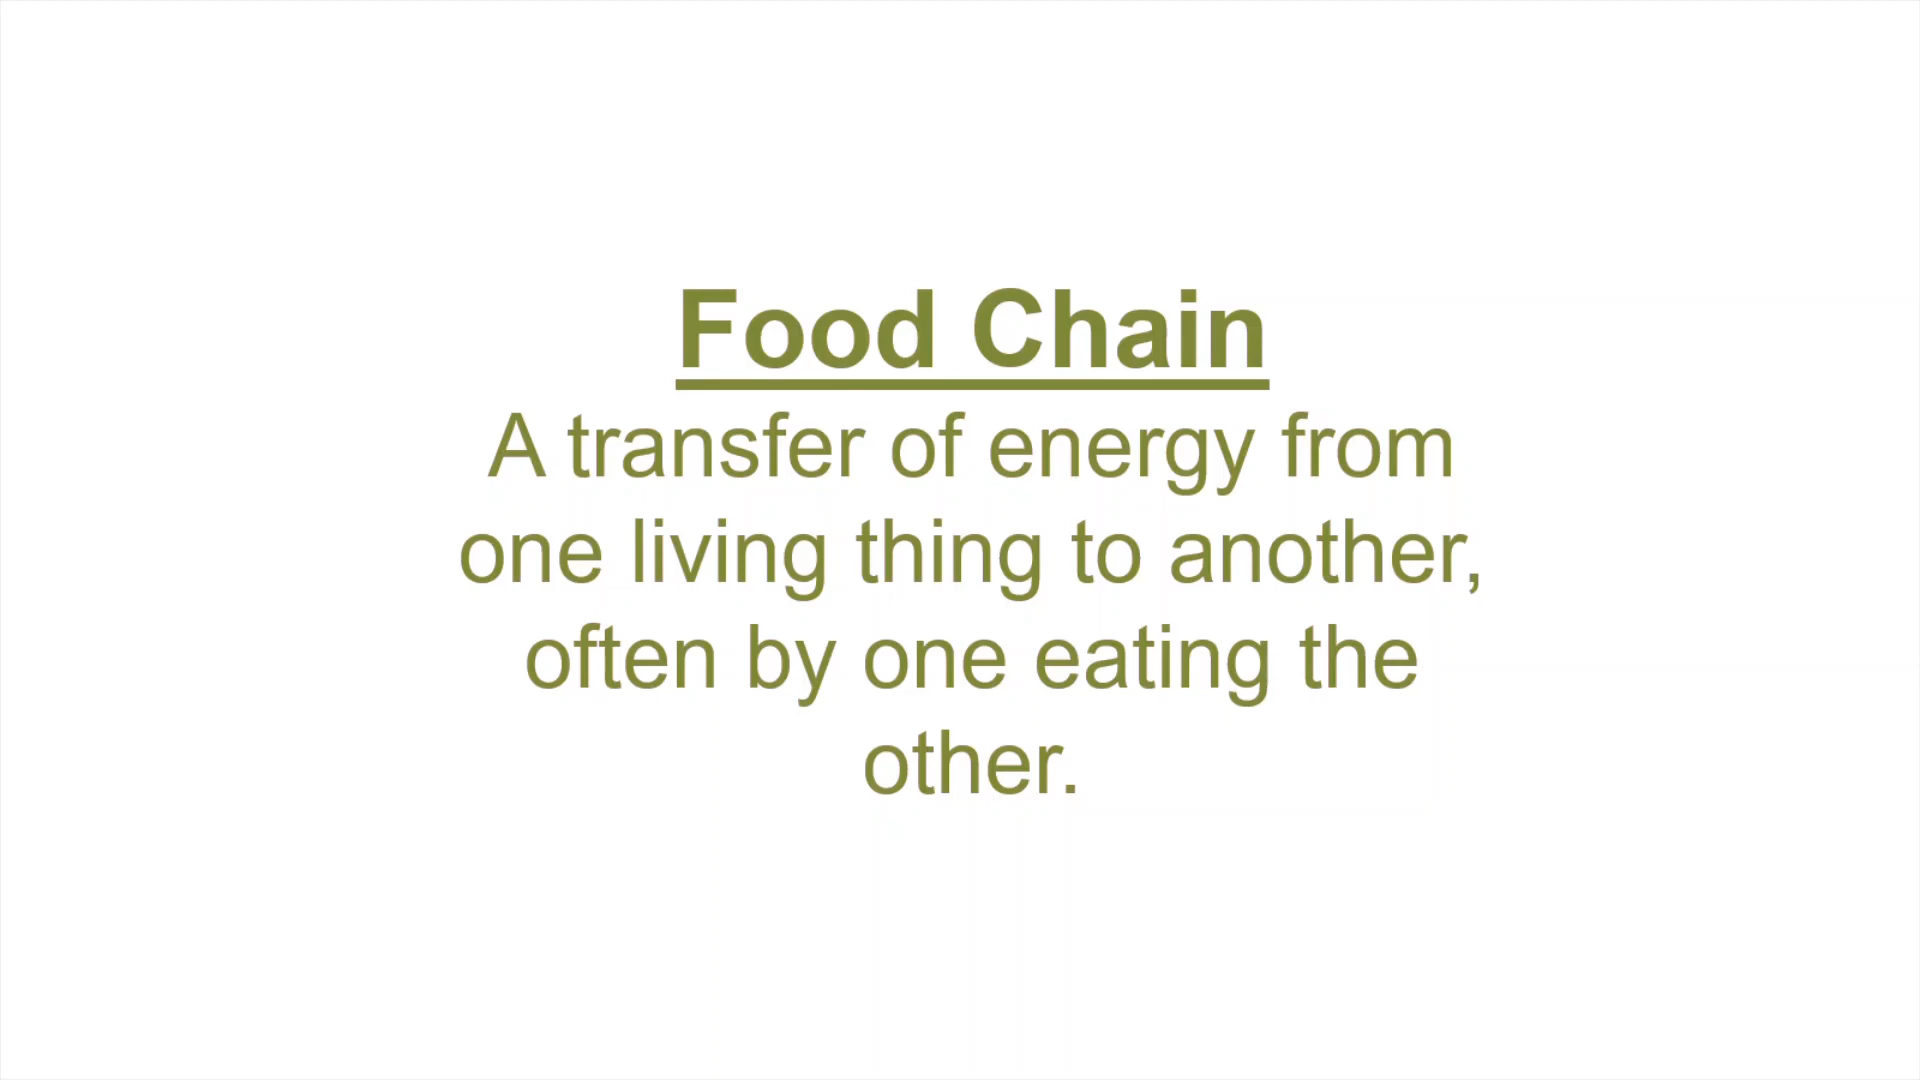 Food Chain
A transfer of energy from
one living thing to another,
often by one eating the
other.